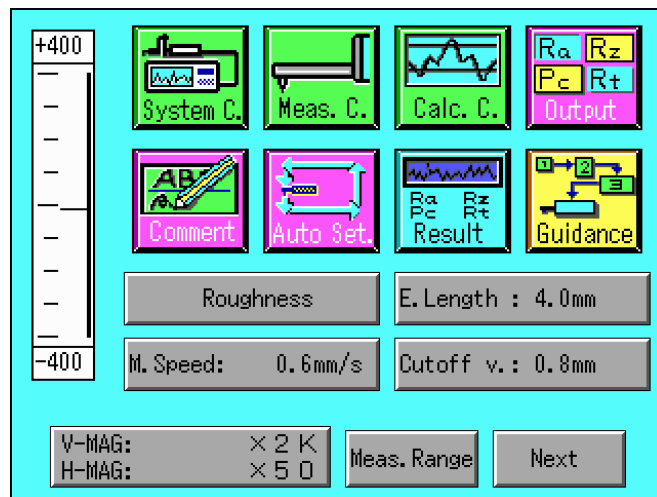 +400
-400
System C.
Meas. C.
Calc. C.
Ra Rz
Pc Rt
Output
ABC
a
Comment
Auto Set.
Ra Rz
Pc Rt
Result
1 2
3
Guidance
Roughness
E.Length : 4.0mm
M.Speed: 0.6mm/s
Cutoff v.: 0.8mm
V-MAG: ×2K
H-MAG: ×50
Meas.Range
Next